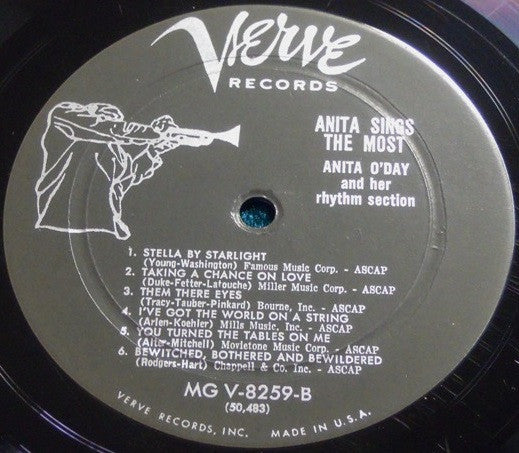 Verve
RECORDS
ANITA SINGS
THE MOST
ANITA O'DAY
and her
rhythm section
1. STELLA BY STARLIGHT
(Young-Washington) Famous Music Corp. - ASCAP
2. TAKING A CHANCE ON LOVE
(Duke-Fetter-Latouche) Miller Music Corp. - ASCAP
3. THEM THERE EYES
(Tracy-Tauber-Pinkard) Bourne, Inc. - ASCAP
4. I'VE GOT THE WORLD ON A STRING
(Arlen-Koehler) Mills Music, Inc. - ASCAP
5. YOU TURNED THE TABLES ON ME
(Alter-Mitchell) Movietone Music Corp. - ASCAP
6. BEWITCHED, BOTHERED AND BEWILDERED
(Rodgers-Hart) Chappell & Co. Inc. - ASCAP
MG V-8259-B
(50,483)
VERVE RECORDS, INC. MADE IN U.S.A.